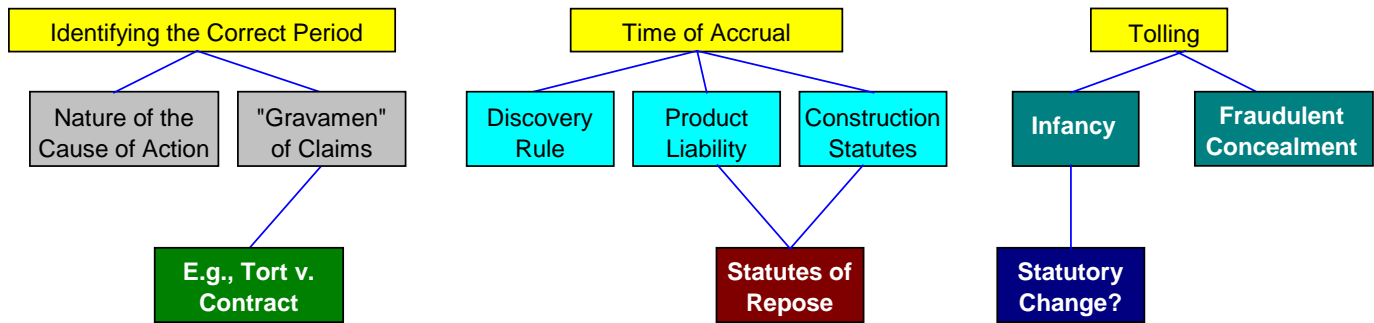 Identifying the Correct Period
Time of Accrual
Tolling
Nature of the
Cause of Action
"Gravamen"
of Claims
Discovery
Rule
Product
Liability
Construction
Statutes
Infancy
Fraudulent
Concealment
E.g., Tort v.
Contract
Statutes of
Repose
Statutory
Change?